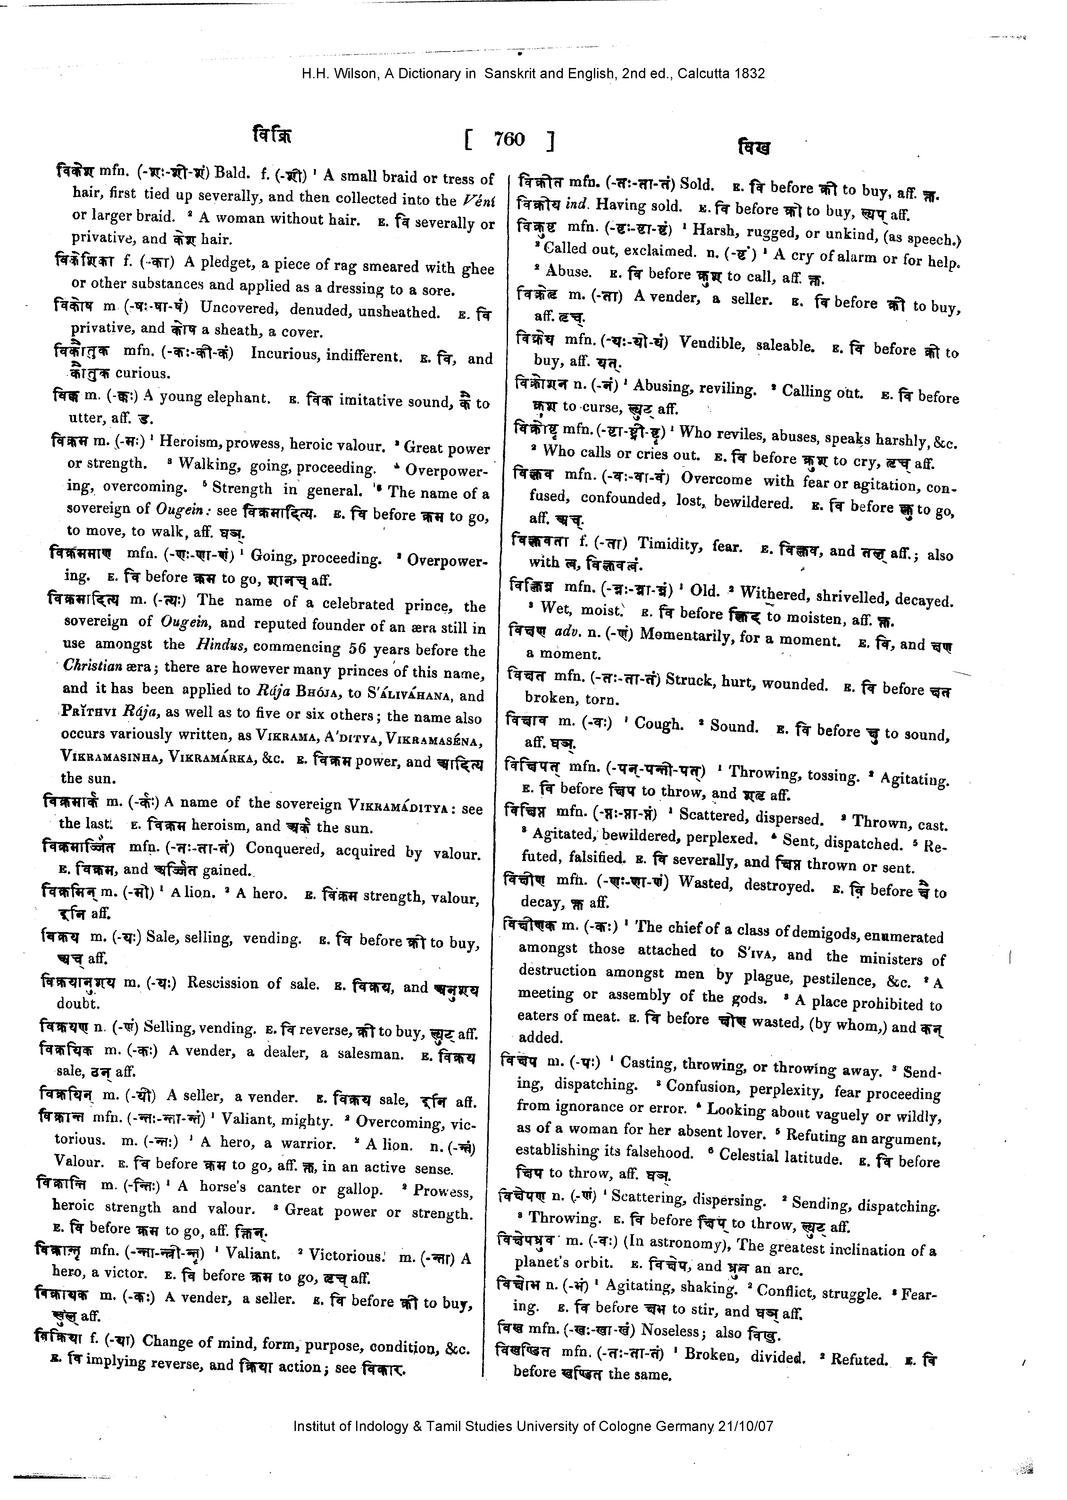 H.H. Wilson, A Dictionary in Sanskrit and English, 2nd ed., Calcutta 1832
विक्रि [ 760 ] विख
विकेश mfn. (-शः-शी-शं) Bald. f. (-शी) ¹ A small braid or tress of
hair, first tied up severally, and then collected into the Véní
or larger braid. ² A woman without hair. E. वि severally or
privative, and केश hair.
विकेशिका f. (-का) A pledget, a piece of rag smeared with ghee
or other substances and applied as a dressing to a sore.
विकोष m (-षः-षा-षं) Uncovered, denuded, unsheathed. E. वि
privative, and कोष a sheath, a cover.
विकौतुक mfn. (-कः-की-कं) Incurious, indifferent. E. वि, and
कौतुक curious.
विक्क m. (-क्कः) A young elephant. E. विक imitative sound, कै to
utter, aff. ड.
विक्रम m. (-मः) ¹ Heroism, prowess, heroic valour. ² Great power
or strength. ³ Walking, going, proceeding. ⁴ Overpower-
ing, overcoming. ⁵ Strength in general. ⁶ The name of a
sovereign of Ougein: see विक्रमादित्य. E. वि before क्रम to go,
to move, to walk, aff. घञ्.
विक्रममाण mfn. (-णः-णा-णं) ¹ Going, proceeding. ² Overpower-
ing. E. वि before क्रम to go, शानच् aff.
विक्रमादित्य m. (-त्यः) The name of a celebrated prince, the
sovereign of Ougein, and reputed founder of an æra still in
use amongst the Hindus, commencing 56 years before the
Christian æra; there are however many princes of this name,
and it has been applied to Rája BHÓJA, to S'ÁLIVÁHANA, and
PRĬTHVI Rája, as well as to five or six others; the name also
occurs variously written, as VIKRAMA, A'DITYA, VIKRAMASÉNA,
VIKRAMASINHA, VIKRAMÁRKA, &c. E. विक्रम power, and आदित्य
the sun.
विक्रमार्क m. (-र्कः) A name of the sovereign VIKRAMÁDITYA: see
the last. E. विक्रम heroism, and अर्क the sun.
विक्रमार्ज्जित mfn. (-तः-ता-तं) Conquered, acquired by valour.
E. विक्रम, and अर्ज्जित gained.
विक्रमिन् m. (-मी) ¹ A lion. ² A hero. E. विक्रम strength, valour,
इनि aff.
विक्रय m. (-यः) Sale, selling, vending. E. वि before क्री to buy,
अच् aff.
विक्रयानुशय m. (-यः) Rescission of sale. E. विक्रय, and अनुशय
doubt.
विक्रयण n. (-णं) Selling, vending. E. वि reverse, क्री to buy, ल्युट् aff.
विक्रयिक m. (-कः) A vender, a dealer, a salesman. E. विक्रय
sale, ठन् aff.
विक्रयिन् m. (-यी) A seller, a vender. E. विक्रय sale, इनि aff.
विक्रान्त mfn. (-न्तः-न्ता-न्तं) ¹ Valiant, mighty. ² Overcoming, vic-
torious. m. (-न्तः) ¹ A hero, a warrior. ² A lion. n. (-न्तं)
Valour. E. वि before क्रम to go, aff. क्त, in an active sense.
विक्रान्ति m. (-न्तिः) ¹ A horse's canter or gallop. ² Prowess,
heroic strength and valour. ³ Great power or strength.
E. वि before क्रम to go, aff. क्तिन्.
विक्रान्तृ mfn. (-न्ता-न्त्री-न्तृ) ¹ Valiant. ² Victorious. m. (-न्ता) A
hero, a victor. E. वि before क्रम to go, तृच् aff.
विक्रायक m. (-कः) A vender, a seller. E. वि before क्री to buy,
ण्वुल् aff.
विक्रिया f. (-या) Change of mind, form, purpose, condition, &c.
E. वि implying reverse, and क्रिया action; see विकार.
विक्रीत mfn. (-तः-ता-तं) Sold. E. वि before क्री to buy, aff. क्त.
विक्रीय ind. Having sold. E. वि before क्री to buy, ल्यप् aff.
विक्रुष्ट mfn. (-ष्टः-ष्टा-ष्टं) ¹ Harsh, rugged, or unkind, (as speech.)
² Called out, exclaimed. n. (-ष्टं) ¹ A cry of alarm or for help.
² Abuse. E. वि before क्रुश to call, aff. क्त.
विक्रेतृ m. (-ता) A vender, a seller. E. वि before क्री to buy,
aff. तृच्.
विक्रेय mfn. (-यः-या-यं) Vendible, saleable. E. वि before क्री to
buy, aff. यत्.
विक्रोशन n. (-नं) ¹ Abusing, reviling. ² Calling out. E. वि before
क्रुश to curse, ल्युट् aff.
विक्रोष्टृ mfn. (-ष्टा-ष्ट्री-ष्टृ) ¹ Who reviles, abuses, speaks harshly, &c.
² Who calls or cries out. E. वि before क्रुश to cry, तृच् aff.
विक्लव mfn. (-वः-वा-वं) Overcome with fear or agitation, con-
fused, confounded, lost, bewildered. E. वि before क्लु to go,
aff. अच्.
विक्लवता f. (-ता) Timidity, fear. E. विक्लव, and तल् aff.; also
with त्व, विक्लवत्वं.
विक्लिन्न mfn. (-न्नः-न्ना-न्नं) ¹ Old. ² Withered, shrivelled, decayed.
³ Wet, moist. E. वि before क्लिद् to moisten, aff. क्त.
विक्षण adv. n. (-णं) Momentarily, for a moment. E. वि, and क्षण
a moment.
विक्षत mfn. (-तः-ता-तं) Struck, hurt, wounded. E. वि before क्षत
broken, torn.
विक्षाव m. (-वः) ¹ Cough. ² Sound. E. वि before क्षु to sound,
aff. घञ्.
विक्षिपत् mfn. (-पन्-पन्ती-पत्) ¹ Throwing, tossing. ² Agitating.
E. वि before क्षिप to throw, and शतृ aff.
विक्षिप्त mfn. (-प्तः-प्ता-प्तं) ¹ Scattered, dispersed. ² Thrown, cast.
³ Agitated, bewildered, perplexed. ⁴ Sent, dispatched. ⁵ Re-
futed, falsified. E. वि severally, and क्षिप्त thrown or sent.
विक्षीण mfn. (-णः-णा-णं) Wasted, destroyed. E. वि before क्षै to
decay, क्त aff.
विक्षीणक m. (-कः) ¹ The chief of a class of demigods, enumerated
amongst those attached to S'IVA, and the ministers of
destruction amongst men by plague, pestilence, &c. ² A
meeting or assembly of the gods. ³ A place prohibited to
eaters of meat. E. वि before क्षीण wasted, (by whom,) and कन्
added.
विक्षेप m. (-पः) ¹ Casting, throwing, or throwing away. ² Send-
ing, dispatching. ³ Confusion, perplexity, fear proceeding
from ignorance or error. ⁴ Looking about vaguely or wildly,
as of a woman for her absent lover. ⁵ Refuting an argument,
establishing its falsehood. ⁶ Celestial latitude. E. वि before
क्षिप to throw, aff. घञ्.
विक्षेपण n. (-णं) ¹ Scattering, dispersing. ² Sending, dispatching.
³ Throwing. E. वि before क्षिप् to throw, ल्युट् aff.
विक्षेपध्रुव m. (-वः) (In astronomy), The greatest inclination of a
planet's orbit. E. विक्षेप, and ध्रुव an arc.
विक्षोभ n. (-भं) ¹ Agitating, shaking. ² Conflict, struggle. ³ Fear-
ing. E. वि before क्षभ to stir, and घञ् aff.
विख mfn. (-खः-खा-खं) Noseless; also विखु.
विखण्डित mfn. (-तः-ता-तं) ¹ Broken, divided. ² Refuted. E. वि
before खण्डित the same.
Institut of Indology & Tamil Studies University of Cologne Germany 21/10/07